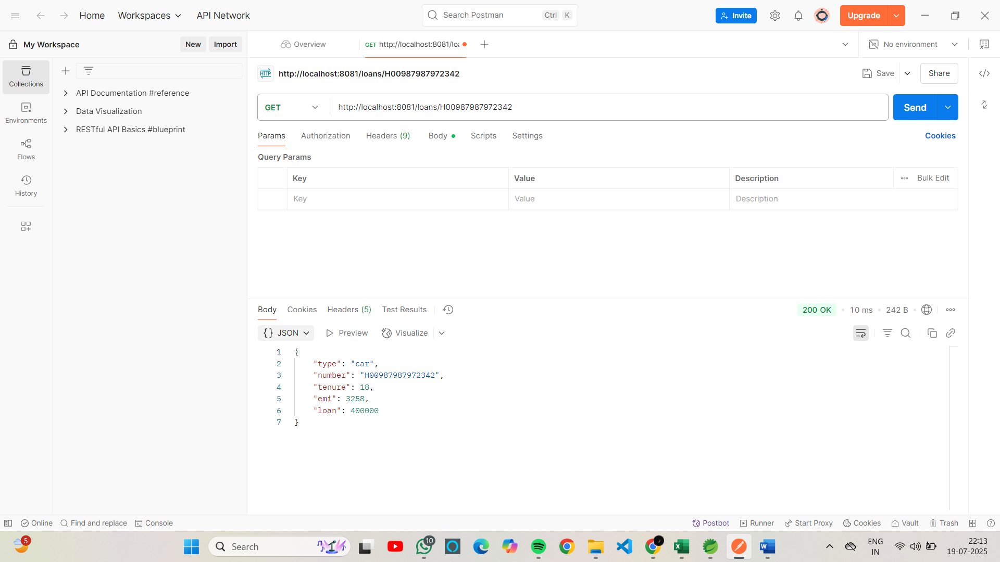 Home Workspaces API Network Search Postman Ctrl K Invite Upgrade
My Workspace New Import Overview GET http://localhost:8081/loa No environment
Collections
Environments
Flows
History
API Documentation #reference
Data Visualization
RESTful API Basics #blueprint
HTTP http://localhost:8081/loans/H00987987972342 Save Share
GET http://localhost:8081/loans/H00987987972342 Send
Params Authorization Headers (9) Body Scripts Settings Cookies
Query Params
Key Value Description Bulk Edit
Key Value Description
Body Cookies Headers (5) Test Results 200 OK 10 ms 242 B
{} JSON Preview Visualize
1 {
2 "type": "car",
3 "number": "H00987987972342",
4 "tenure": 18,
5 "emi": 3258,
6 "loan": 400000
7 }
Online Find and replace Console Postbot Runner Start Proxy Cookies Vault Trash
5 Search 10 ENG 22:13
IN 19-07-2025